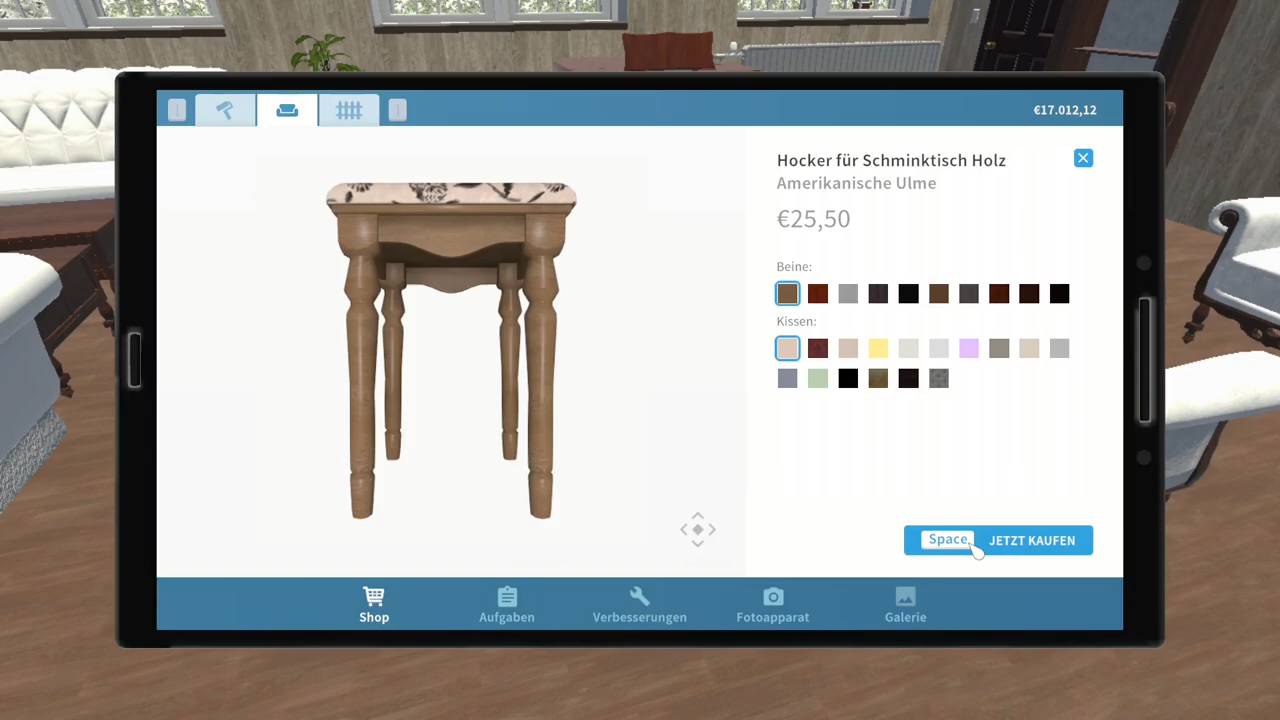 €17.012,12
Hocker für Schminktisch Holz
Amerikanische Ulme
€25,50
Beine:
Kissen:
Space JETZT KAUFEN
Shop
Aufgaben
Verbesserungen
Fotoapparat
Galerie